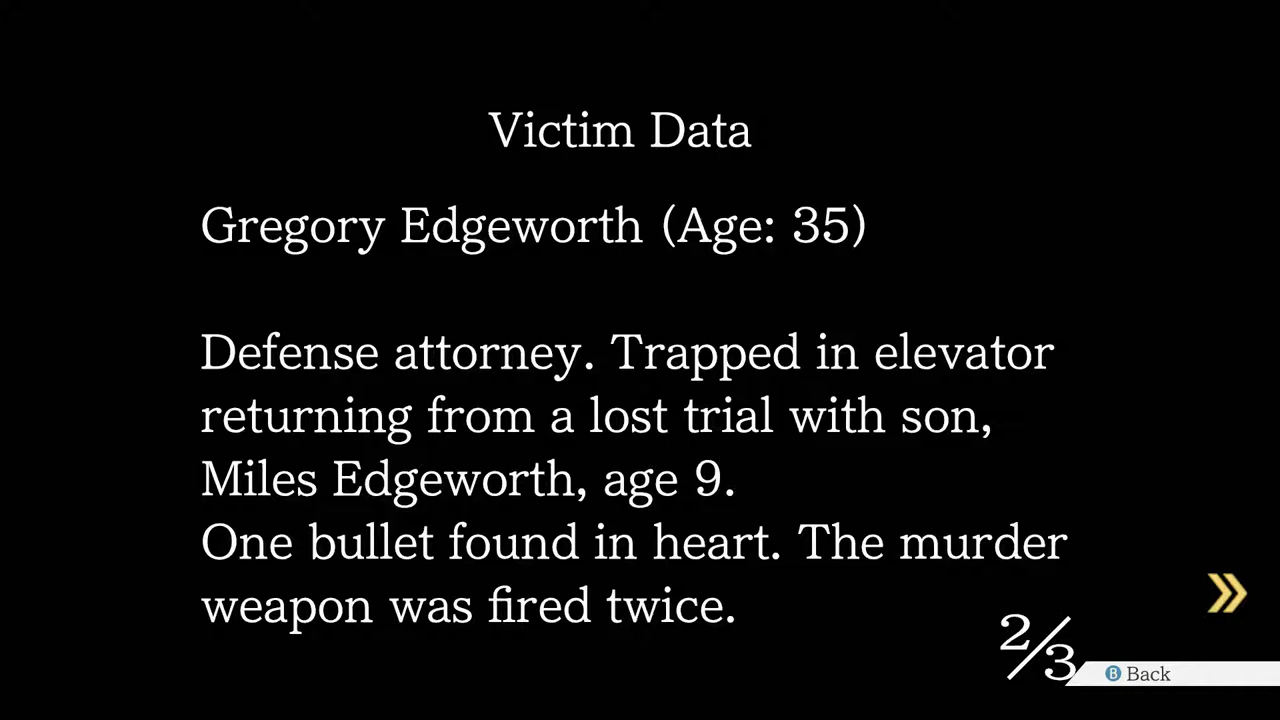 Victim Data
Gregory Edgeworth (Age: 35)
Defense attorney. Trapped in elevator
returning from a lost trial with son,
Miles Edgeworth, age 9.
One bullet found in heart. The murder
weapon was fired twice.
2/3
B Back